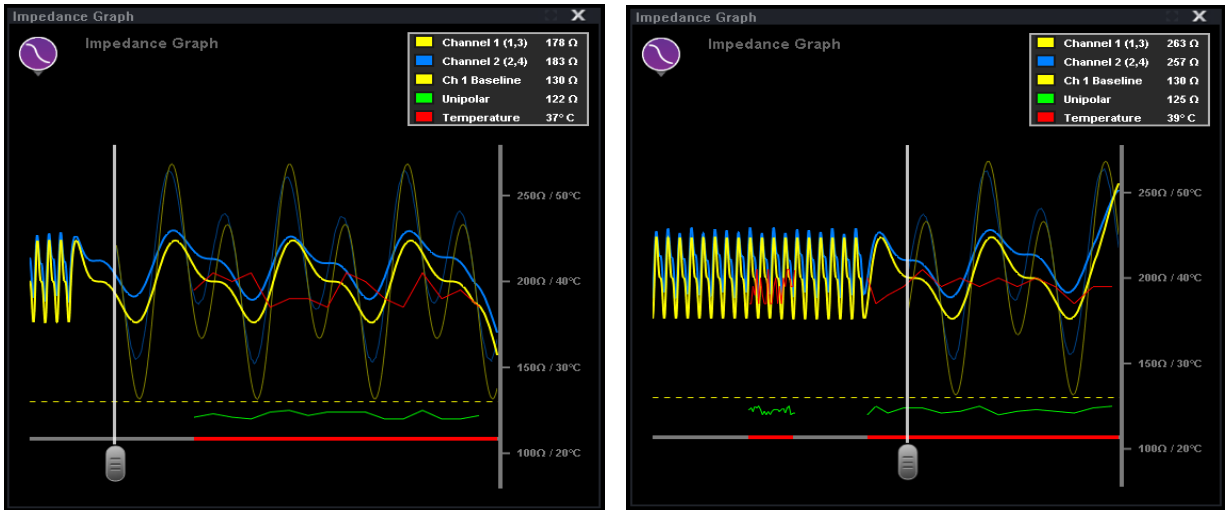 Impedance Graph
Impedance Graph
Channel 1 (1,3) 178 Ω
Channel 2 (2,4) 183 Ω
Ch 1 Baseline 130 Ω
Unipolar 122 Ω
Temperature 37° C
250Ω / 50°C
200Ω / 40°C
150Ω / 30°C
100Ω / 20°C
Impedance Graph
Impedance Graph
Channel 1 (1,3) 263 Ω
Channel 2 (2,4) 257 Ω
Ch 1 Baseline 130 Ω
Unipolar 125 Ω
Temperature 39° C
250Ω / 50°C
200Ω / 40°C
150Ω / 30°C
100Ω / 20°C